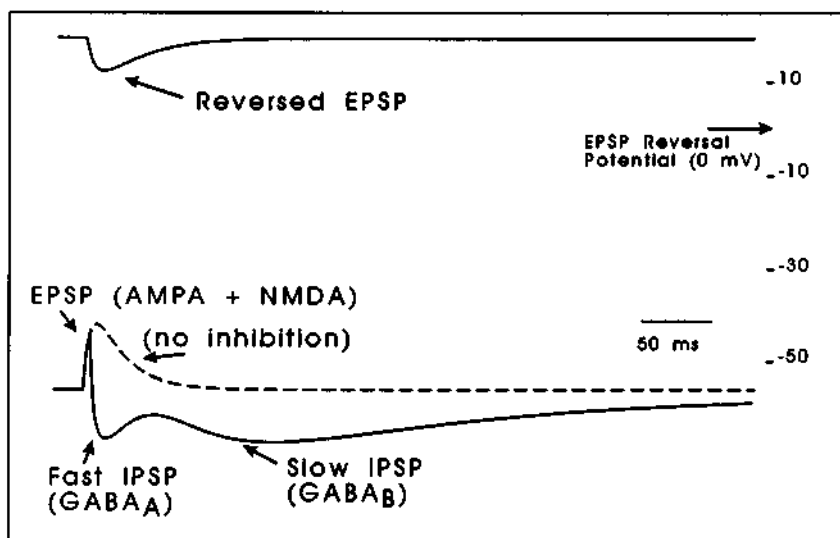 10
Reversed EPSP
EPSP Reversal
Potential (0 mV)
-10
-30
EPSP (AMPA + NMDA)
(no inhibition)
50 ms
-50
Fast IPSP
(GABAA)
Slow IPSP
(GABAB)